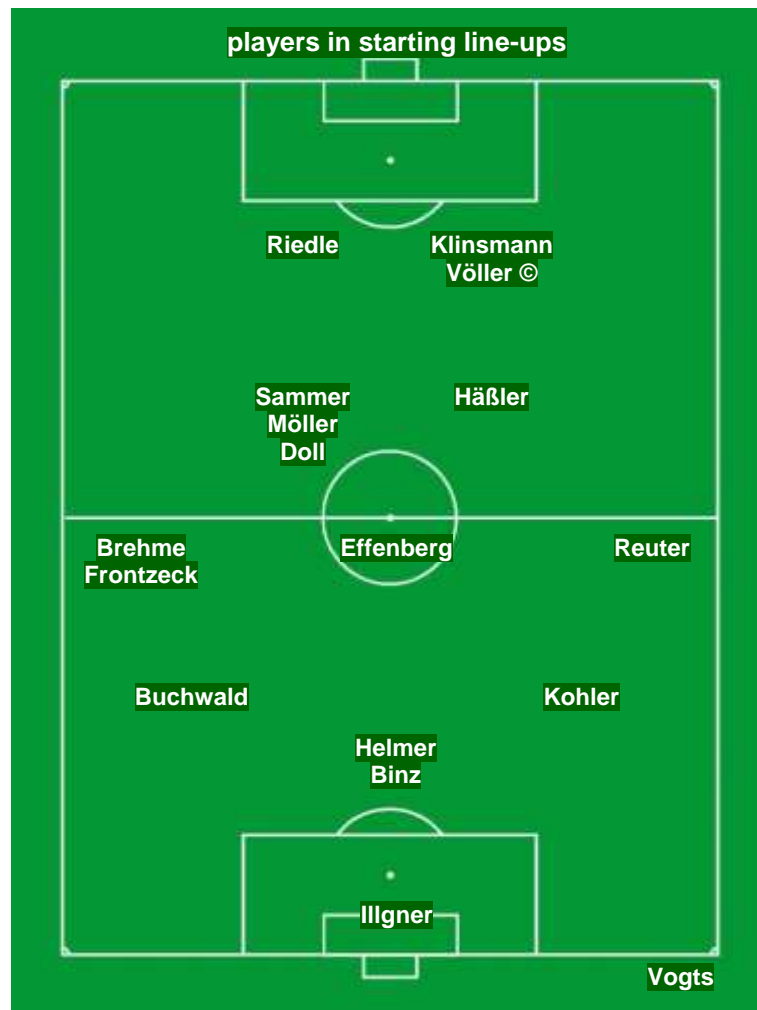 players in starting line-ups
Riedle Klinsmann
Völler ©
Sammer Häßler
Möller
Doll
Brehme Effenberg Reuter
Frontzeck
Buchwald Kohler
Helmer
Binz
Illgner
Vogts